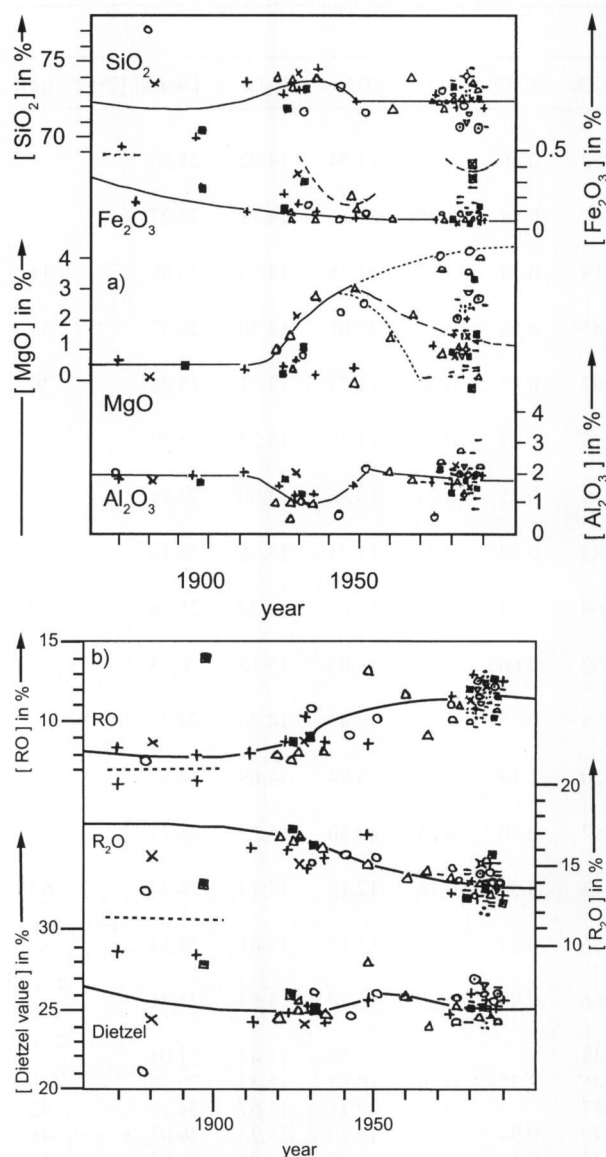 [ SiO₂ ] in %
75
70
SiO₂
[ Fe₂O₃ ] in %
0.5
0
Fe₂O₃
[ MgO] in %
4
3
2
1
0
a)
MgO
[ Al₂O₃ ] in %
4
3
2
1
0
Al₂O₃
1900
1950
year
[ RO] in %
15
10
b)
RO
[ R₂O ] in %
20
15
10
R₂O
[ Dietzel value] in %
30
25
20
Dietzel
1900
1950
year